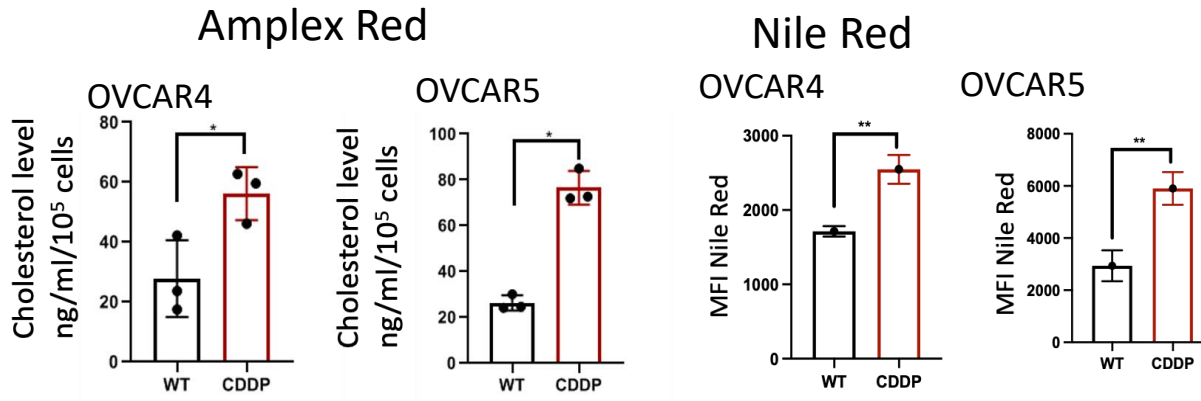 Amplex Red
Nile Red
OVCAR4
OVCAR5
OVCAR4
OVCAR5
Cholesterol level
ng/ml/10⁵ cells
80
60
40
20
0
*
WT
CDDP
Cholesterol level
ng/ml/10⁵ cells
100
80
60
40
20
0
*
WT
CDDP
MFI Nile Red
3000
2000
1000
0
**
WT
CDDP
MFI Nile Red
8000
6000
4000
2000
0
**
WT
CDDP